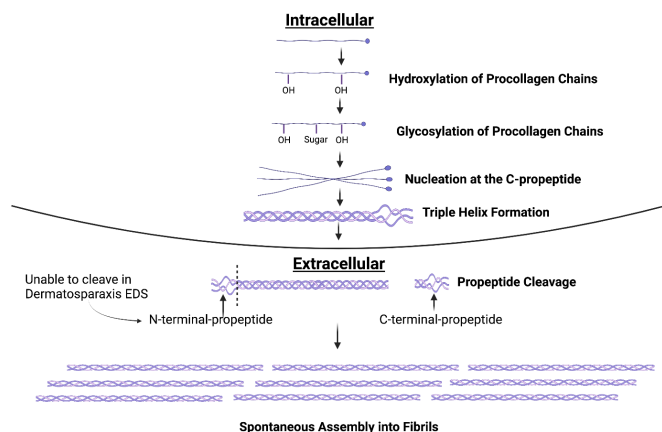 Intracellular
Hydroxylation of Procollagen Chains
OH
OH
Glycosylation of Procollagen Chains
OH
Sugar
OH
Nucleation at the C-propeptide
Triple Helix Formation
Extracellular
Unable to cleave in
Dermatosparaxis EDS
Propeptide Cleavage
N-terminal-propeptide
C-terminal-propeptide
Spontaneous Assembly into Fibrils